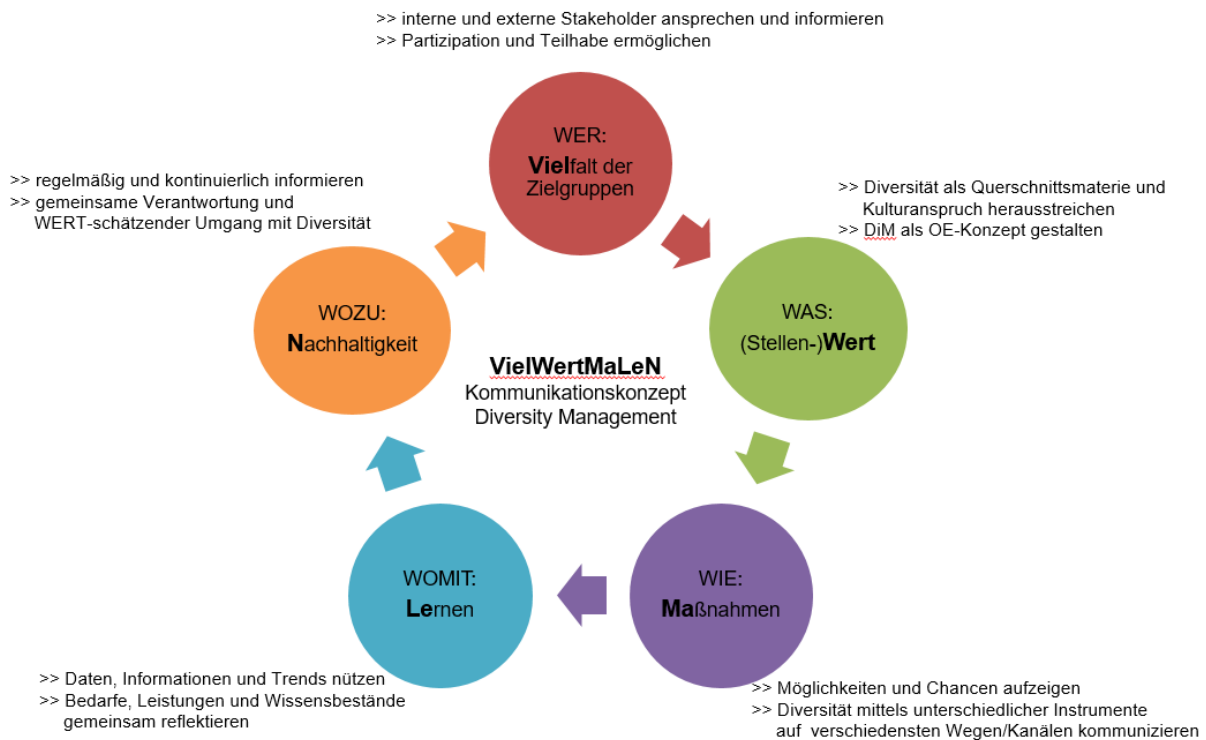 >> interne und externe Stakeholder ansprechen und informieren
>> Partizipation und Teilhabe ermöglichen
WER:
Vielfalt der
Zielgruppen
>> Diversität als Querschnittsmaterie und
Kulturanspruch herausstreichen
>> DiM als OE-Konzept gestalten
WAS:
(Stellen-)Wert
WIE:
Maßnahmen
>> Möglichkeiten und Chancen aufzeigen
>> Diversität mittels unterschiedlicher Instrumente
auf verschiedensten Wegen/Kanälen kommunizieren
WOMIT:
Lernen
>> Daten, Informationen und Trends nützen
>> Bedarfe, Leistungen und Wissensbestände
gemeinsam reflektieren
WOZU:
Nachhaltigkeit
>> regelmäßig und kontinuierlich informieren
>> gemeinsame Verantwortung und
WERT-schätzender Umgang mit Diversität
VielWertMaLeN
Kommunikationskonzept
Diversity Management